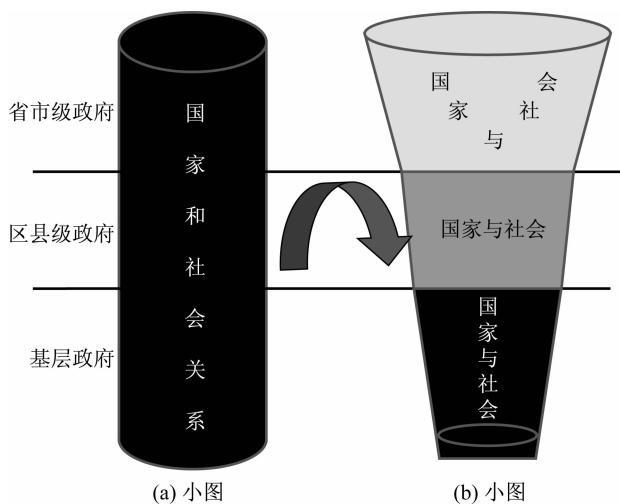 省市级政府
区县级政府
基层政府
国家和社会关系
国家与社会
国家与社会
国家与社会
(a) 小图
(b) 小图